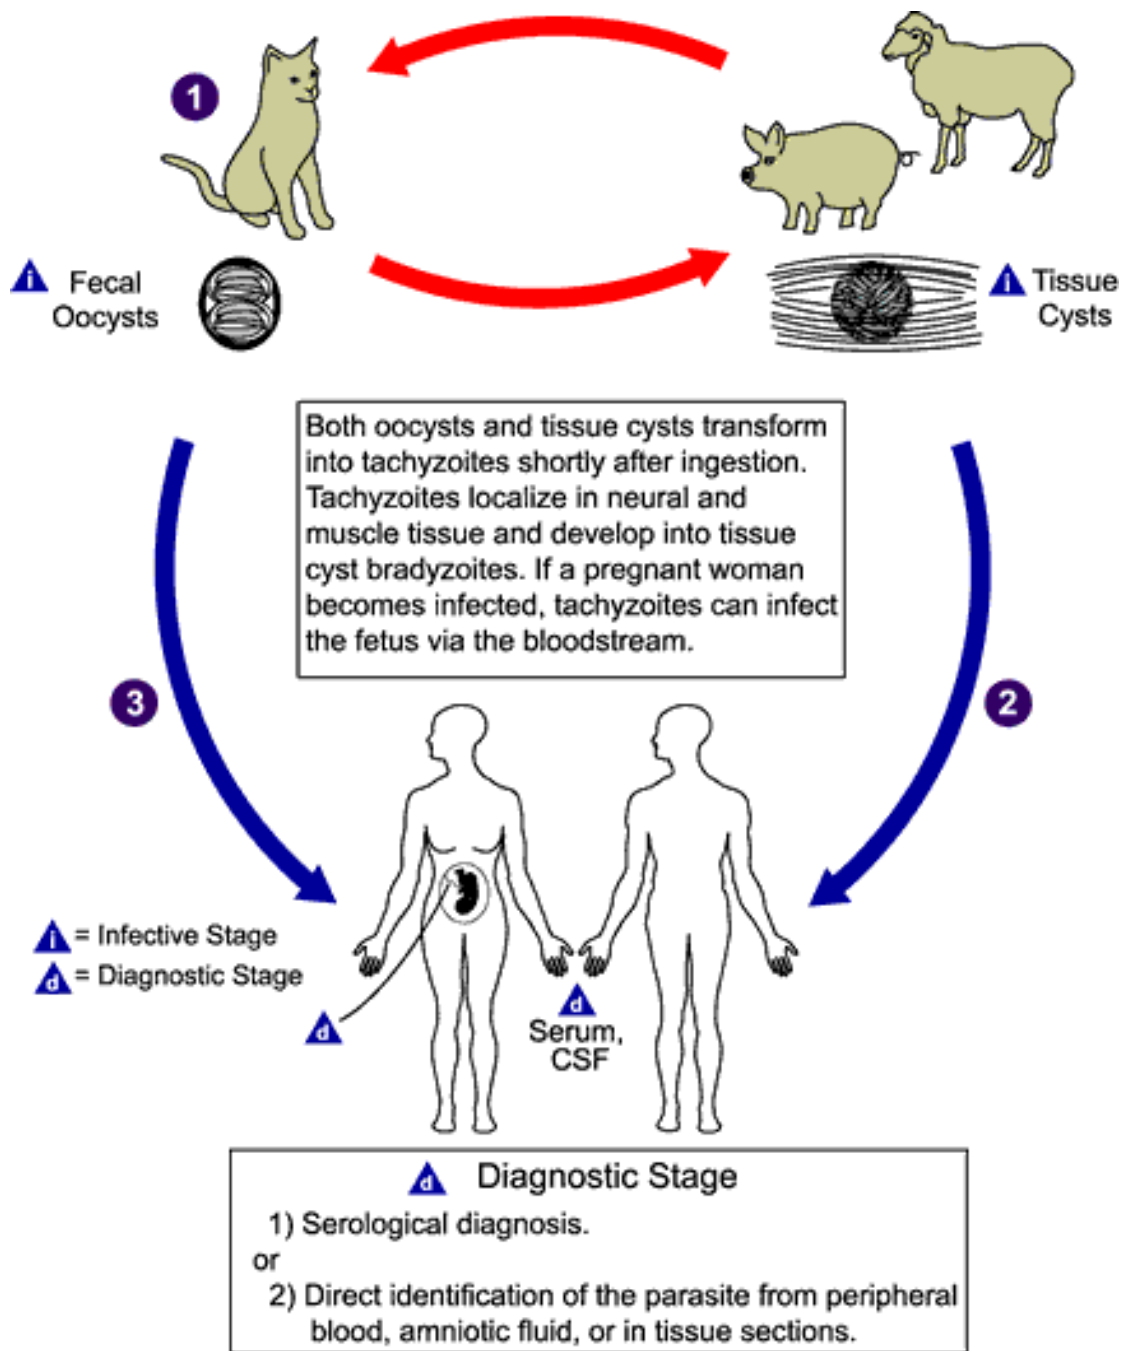 1
i
Fecal
Oocysts
i
Tissue
Cysts
Both oocysts and tissue cysts transform
into tachyzoites shortly after ingestion.
Tachyzoites localize in neural and
muscle tissue and develop into tissue
cyst bradyzoites. If a pregnant woman
becomes infected, tachyzoites can infect
the fetus via the bloodstream.
3
2
i = Infective Stage
d = Diagnostic Stage
d
d
Serum,
CSF
d Diagnostic Stage
1) Serological diagnosis.
or
2) Direct identification of the parasite from peripheral
blood, amniotic fluid, or in tissue sections.